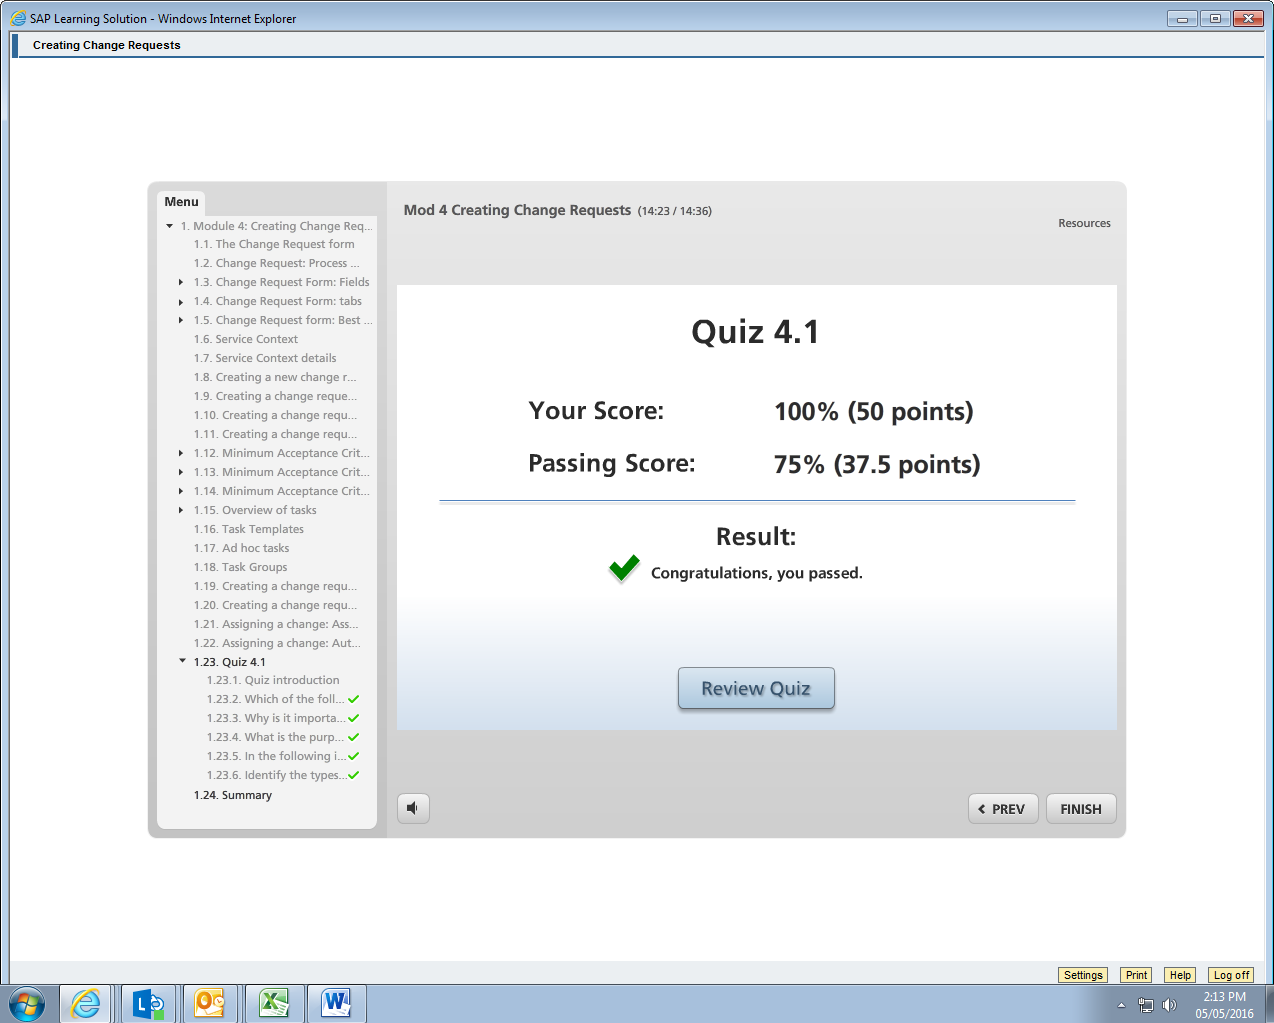 SAP Learning Solution - Windows Internet Explorer
Creating Change Requests
Menu
1. Module 4: Creating Change Req...
1.1. The Change Request form
1.2. Change Request: Process ...
1.3. Change Request Form: Fields
1.4. Change Request Form: tabs
1.5. Change Request form: Best ...
1.6. Service Context
1.7. Service Context details
1.8. Creating a new change r...
1.9. Creating a change reque...
1.10. Creating a change requ...
1.11. Creating a change requ...
1.12. Minimum Acceptance Crit...
1.13. Minimum Acceptance Crit...
1.14. Minimum Acceptance Crit...
1.15. Overview of tasks
1.16. Task Templates
1.17. Ad hoc tasks
1.18. Task Groups
1.19. Creating a change requ...
1.20. Creating a change requ...
1.21. Assigning a change: Ass...
1.22. Assigning a change: Aut...
1.23. Quiz 4.1
1.23.1. Quiz introduction
1.23.2. Which of the foll...
1.23.3. Why is it importa...
1.23.4. What is the purp...
1.23.5. In the following i...
1.23.6. Identify the types...
1.24. Summary
Mod 4 Creating Change Requests (14:23 / 14:36)
Resources
Quiz 4.1
Your Score: 100% (50 points)
Passing Score: 75% (37.5 points)
Result:
Congratulations, you passed.
Review Quiz
PREV FINISH
Settings Print Help Log off
2:13 PM
05/05/2016